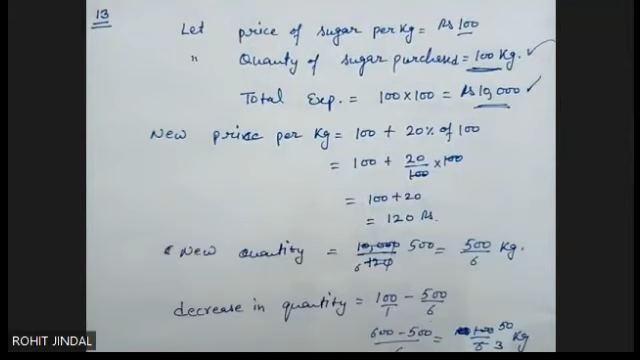 13
Let price of sugar per Kg = Rs 100
" Quanty of sugar purchased = 100 Kg.
Total Exp. = 100 × 100 = Rs 10,000
New price per Kg = 100 + 20% of 100
= 100 + 20/100 × 100
= 100 + 20
= 120 Rs.
New quantity = 10,000/120 500/6 = 500/6 Kg.
decrease in quantity = 100/1 - 500/6
600 - 500/6 = 100 50/3 Kg
ROHIT JINDAL